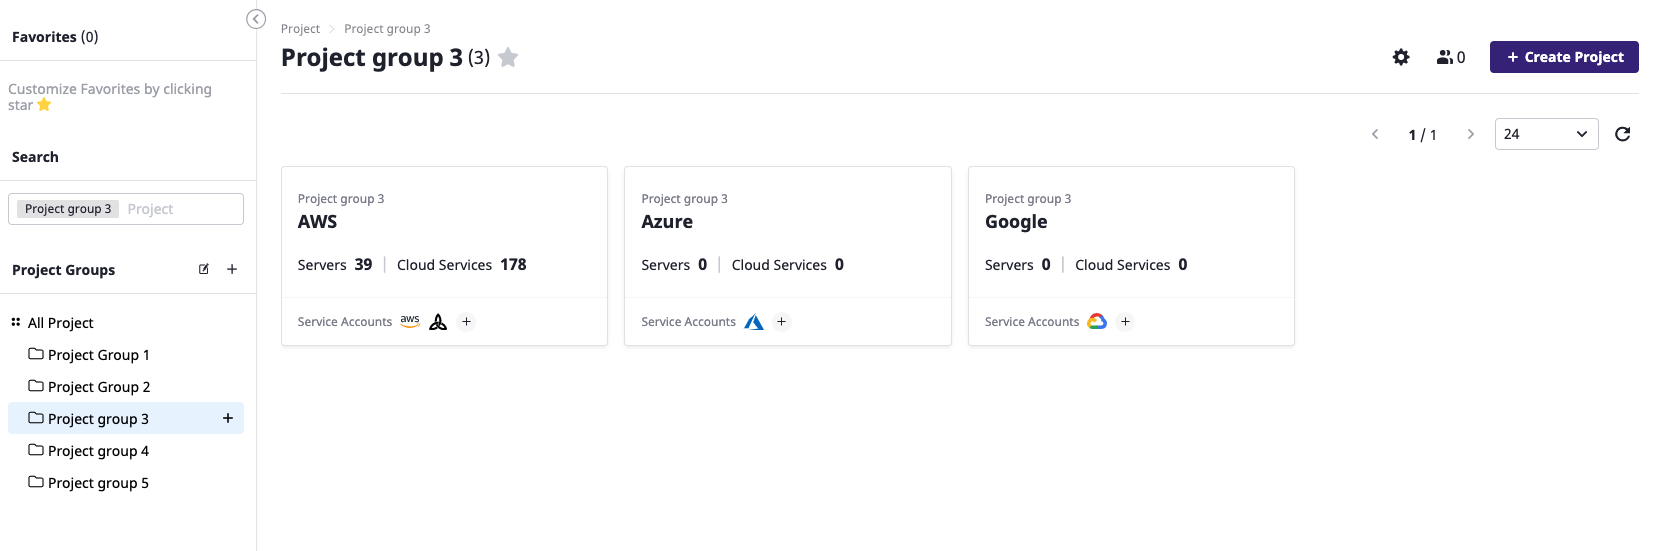 Favorites (0)
Customize Favorites by clicking
star
Search
Project group 3 Project
Project Groups
All Project
Project Group 1
Project Group 2
Project group 3
Project group 4
Project group 5
Project Project group 3
Project group 3 (3)
0
+ Create Project
1 / 1
24
Project group 3
AWS
Servers 39 | Cloud Services 178
Service Accounts aws +
Project group 3
Azure
Servers 0 | Cloud Services 0
Service Accounts +
Project group 3
Google
Servers 0 | Cloud Services 0
Service Accounts +